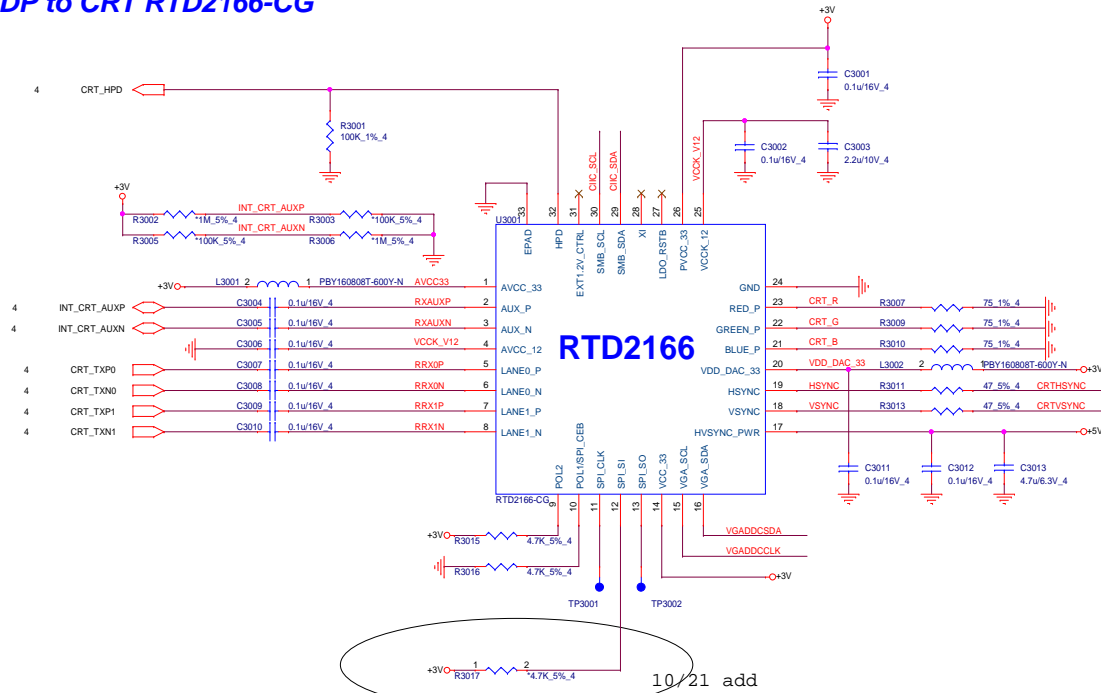 DP to CRT RTD2166-CG
+3V
C3001
0.1u/16V_4
4 CRT_HPD
R3001
100K_1%_4
CIIC_SCL
CIIC_SDA
VCCK_V12
C3002
0.1u/16V_4
C3003
2.2u/10V_4
+3V
INT_CRT_AUXP
R3002 *1M_5%_4 R3003 *100K_5%_4
INT_CRT_AUXN
R3005 *100K_5%_4 R3006 *1M_5%_4
U3001
33 32 31 30 29 28 27 26 25
EPAD
HPD
EXT1.2V_CTRL
SMB_SCL
SMB_SDA
XI
LDO_RSTB
PVCC_33
VCCK_12
+3V L3001 2 1 PBY160808T-600Y-N AVCC33 1 AVCC_33
4 INT_CRT_AUXP C3004 0.1u/16V_4 RXAUXP 2 AUX_P
4 INT_CRT_AUXN C3005 0.1u/16V_4 RXAUXN 3 AUX_N
C3006 0.1u/16V_4 VCCK_V12 4 AVCC_12
4 CRT_TXP0 C3007 0.1u/16V_4 RRX0P 5 LANE0_P
4 CRT_TXN0 C3008 0.1u/16V_4 RRX0N 6 LANE0_N
4 CRT_TXP1 C3009 0.1u/16V_4 RRX1P 7 LANE1_P
4 CRT_TXN1 C3010 0.1u/16V_4 RRX1N 8 LANE1_N
RTD2166
GND 24
RED_P 23 CRT_R R3007 75_1%_4
GREEN_P 22 CRT_G R3009 75_1%_4
BLUE_P 21 CRT_B R3010 75_1%_4
VDD_DAC_33 20 VDD_DAC_33 L3002 2 1 PBY160808T-600Y-N +3V
HSYNC 19 HSYNC R3011 47_5%_4 CRTHSYNC
VSYNC 18 VSYNC R3013 47_5%_4 CRTVSYNC
HVSYNC_PWR 17 +5V
C3011
0.1u/16V_4
C3012
0.1u/16V_4
C3013
4.7u/6.3V_4
POL2
POL1/SPI_CEB
SPI_CLK
SPI_SI
SPI_SO
VCC_33
VGA_SCL
VGA_SDA
RTD2166-CG
9 10 11 12 13 14 15 16
+3V R3015 4.7K_5%_4
R3016 4.7K_5%_4
VGADDCSDA
VGADDCCLK
+3V
TP3001 TP3002
+3V R3017 1 2 *4.7K_5%_4
10/21 add